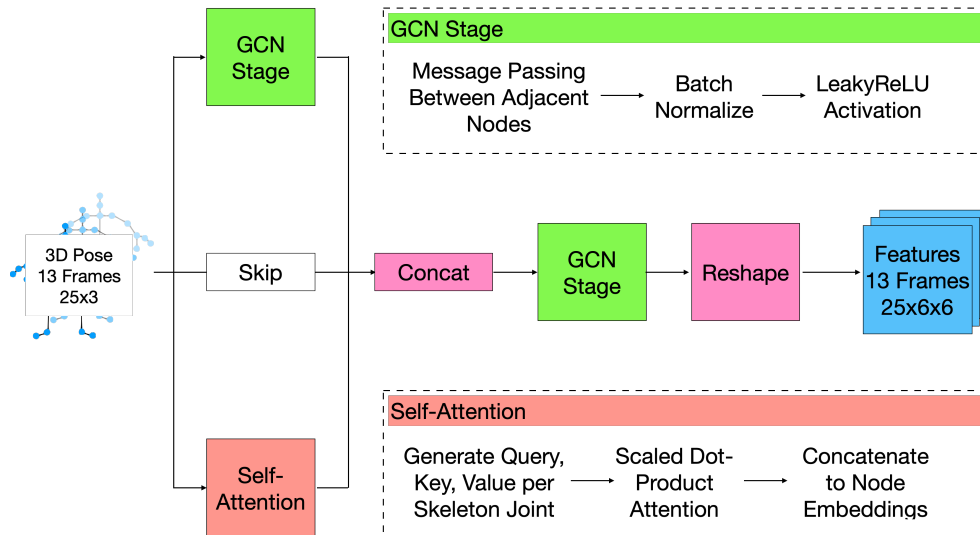 GCN
Stage
GCN Stage
Message Passing
Between Adjacent
Nodes
Batch
Normalize
LeakyReLU
Activation
3D Pose
13 Frames
25x3
Skip
Concat
GCN
Stage
Reshape
Features
13 Frames
25x6x6
Self-
Attention
Self-Attention
Generate Query,
Key, Value per
Skeleton Joint
Scaled Dot-
Product
Attention
Concatenate
to Node
Embeddings